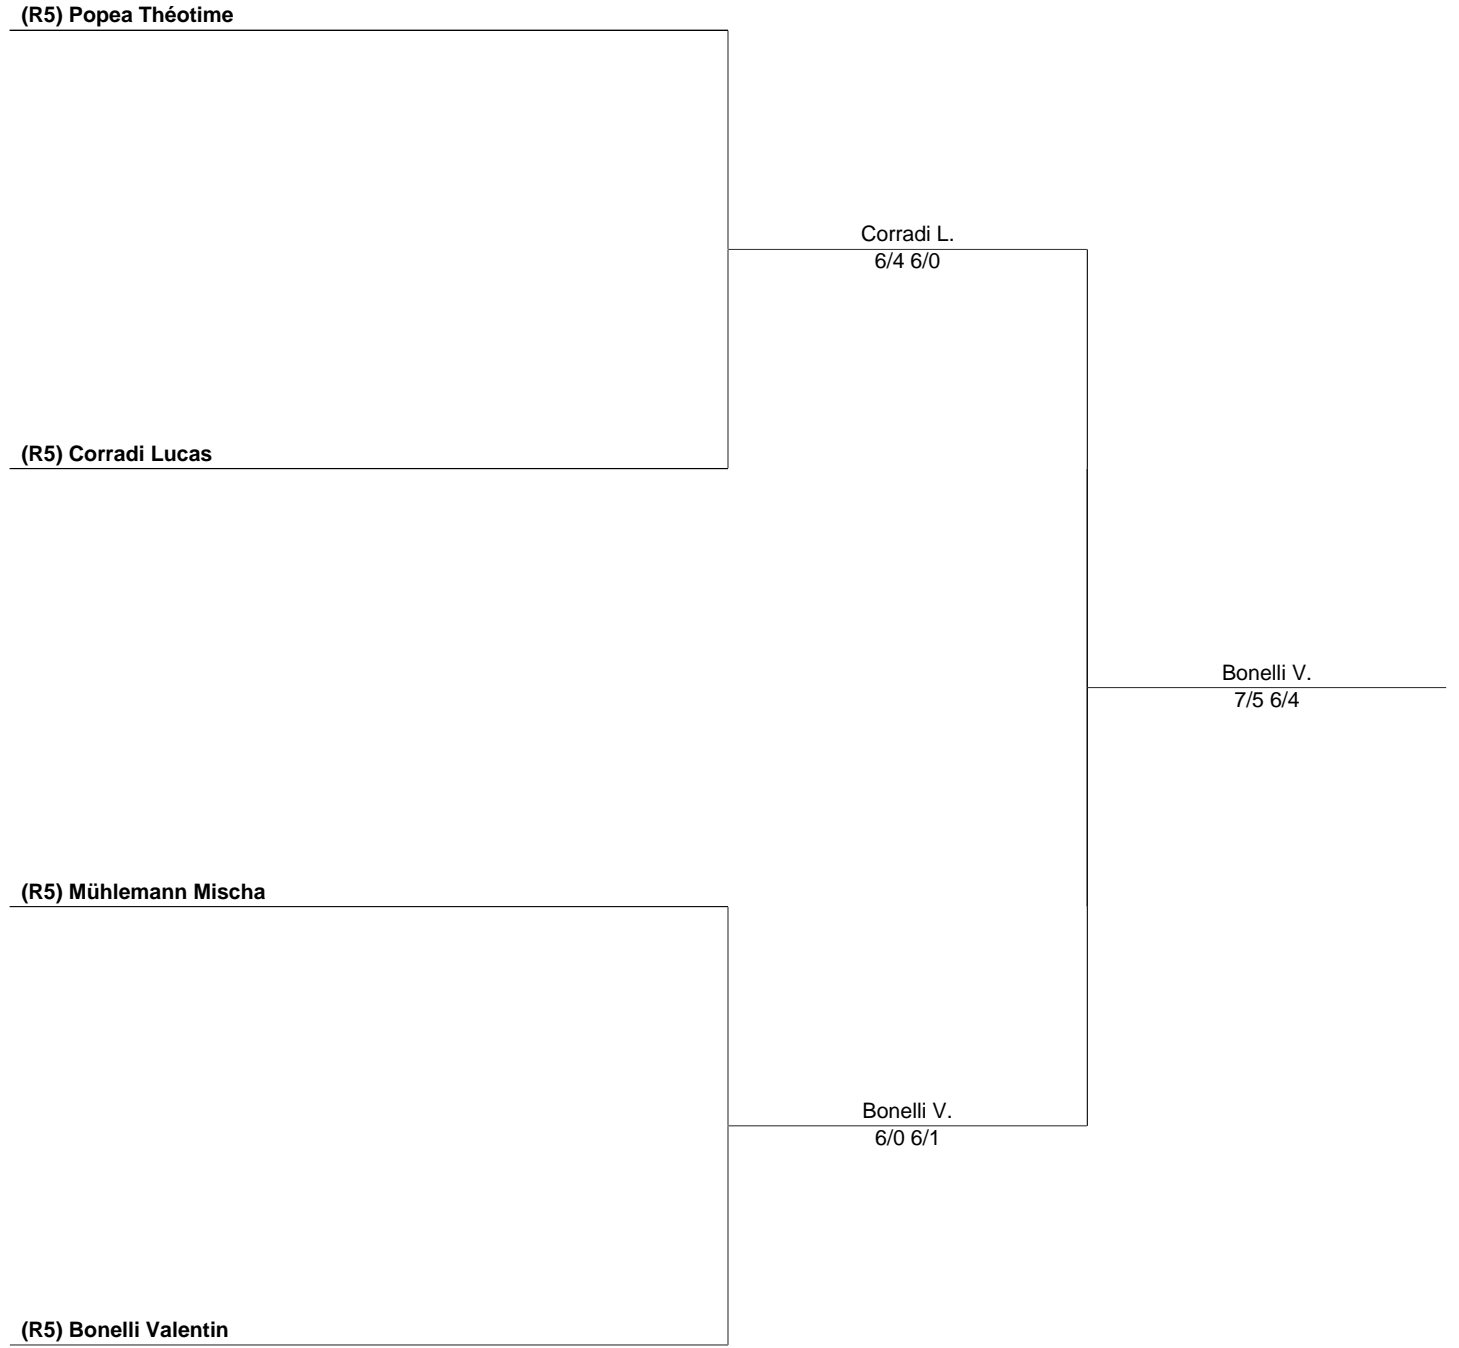 (R5) Popea Théotime
Corradi L.
6/4 6/0
(R5) Corradi Lucas
Bonelli V.
7/5 6/4
(R5) Mühlemann Mischa
Bonelli V.
6/0 6/1
(R5) Bonelli Valentin